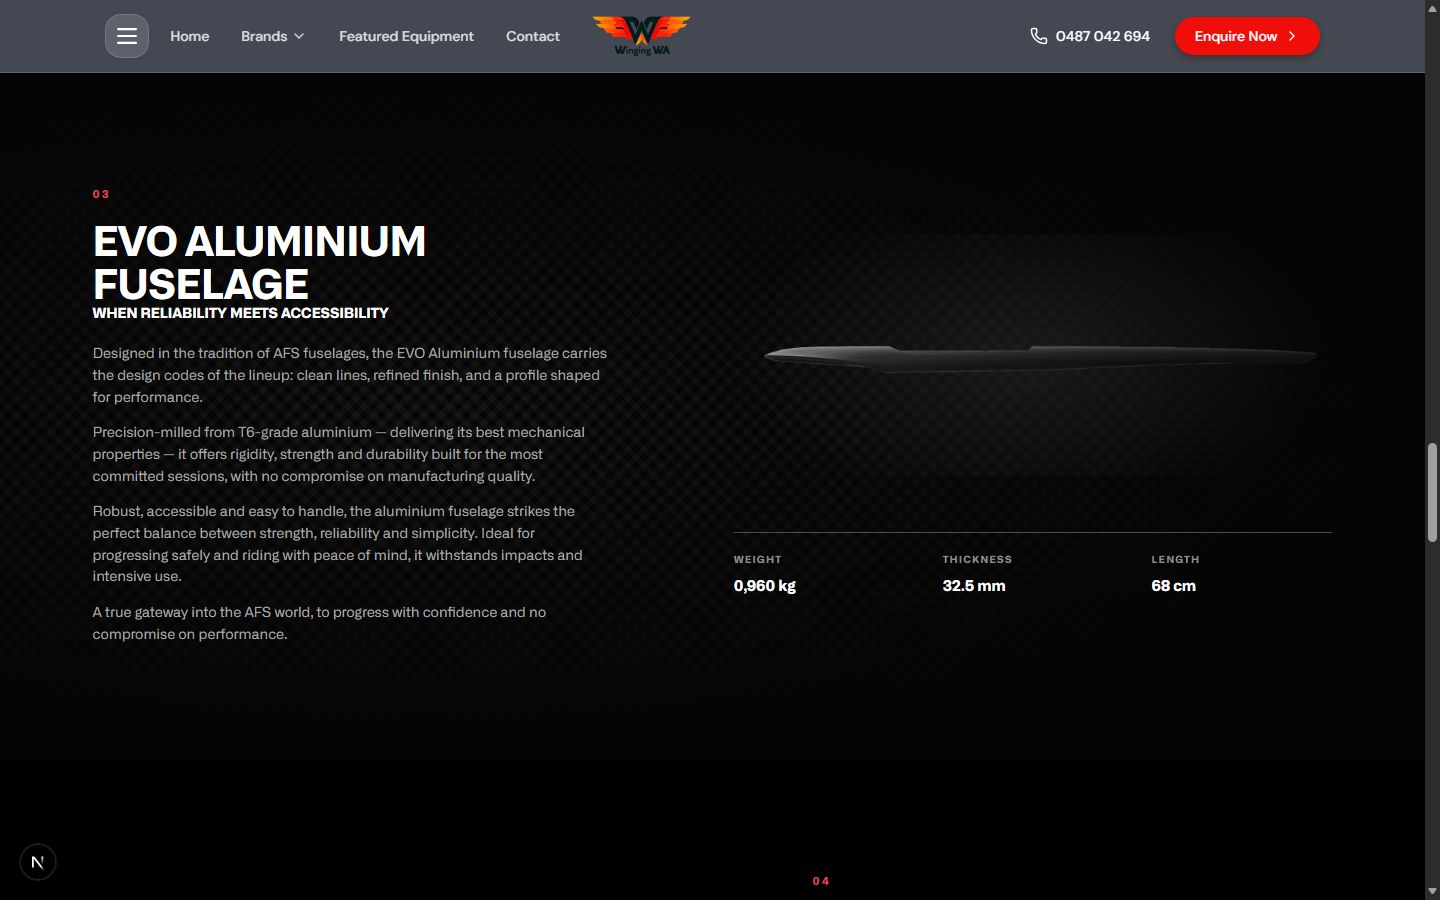 Home
Brands
Featured Equipment
Contact
Winging WA
0487 042 694
Enquire Now
03
EVO ALUMINIUM
FUSELAGE
WHEN RELIABILITY MEETS ACCESSIBILITY
Designed in the tradition of AFS fuselages, the EVO Aluminium fuselage carries
the design codes of the lineup: clean lines, refined finish, and a profile shaped
for performance.
Precision-milled from T6-grade aluminium — delivering its best mechanical
properties — it offers rigidity, strength and durability built for the most
committed sessions, with no compromise on manufacturing quality.
Robust, accessible and easy to handle, the aluminium fuselage strikes the
perfect balance between strength, reliability and simplicity. Ideal for
progressing safely and riding with peace of mind, it withstands impacts and
intensive use.
A true gateway into the AFS world, to progress with confidence and no
compromise on performance.
WEIGHT
0,960 kg
THICKNESS
32.5 mm
LENGTH
68 cm
N
04